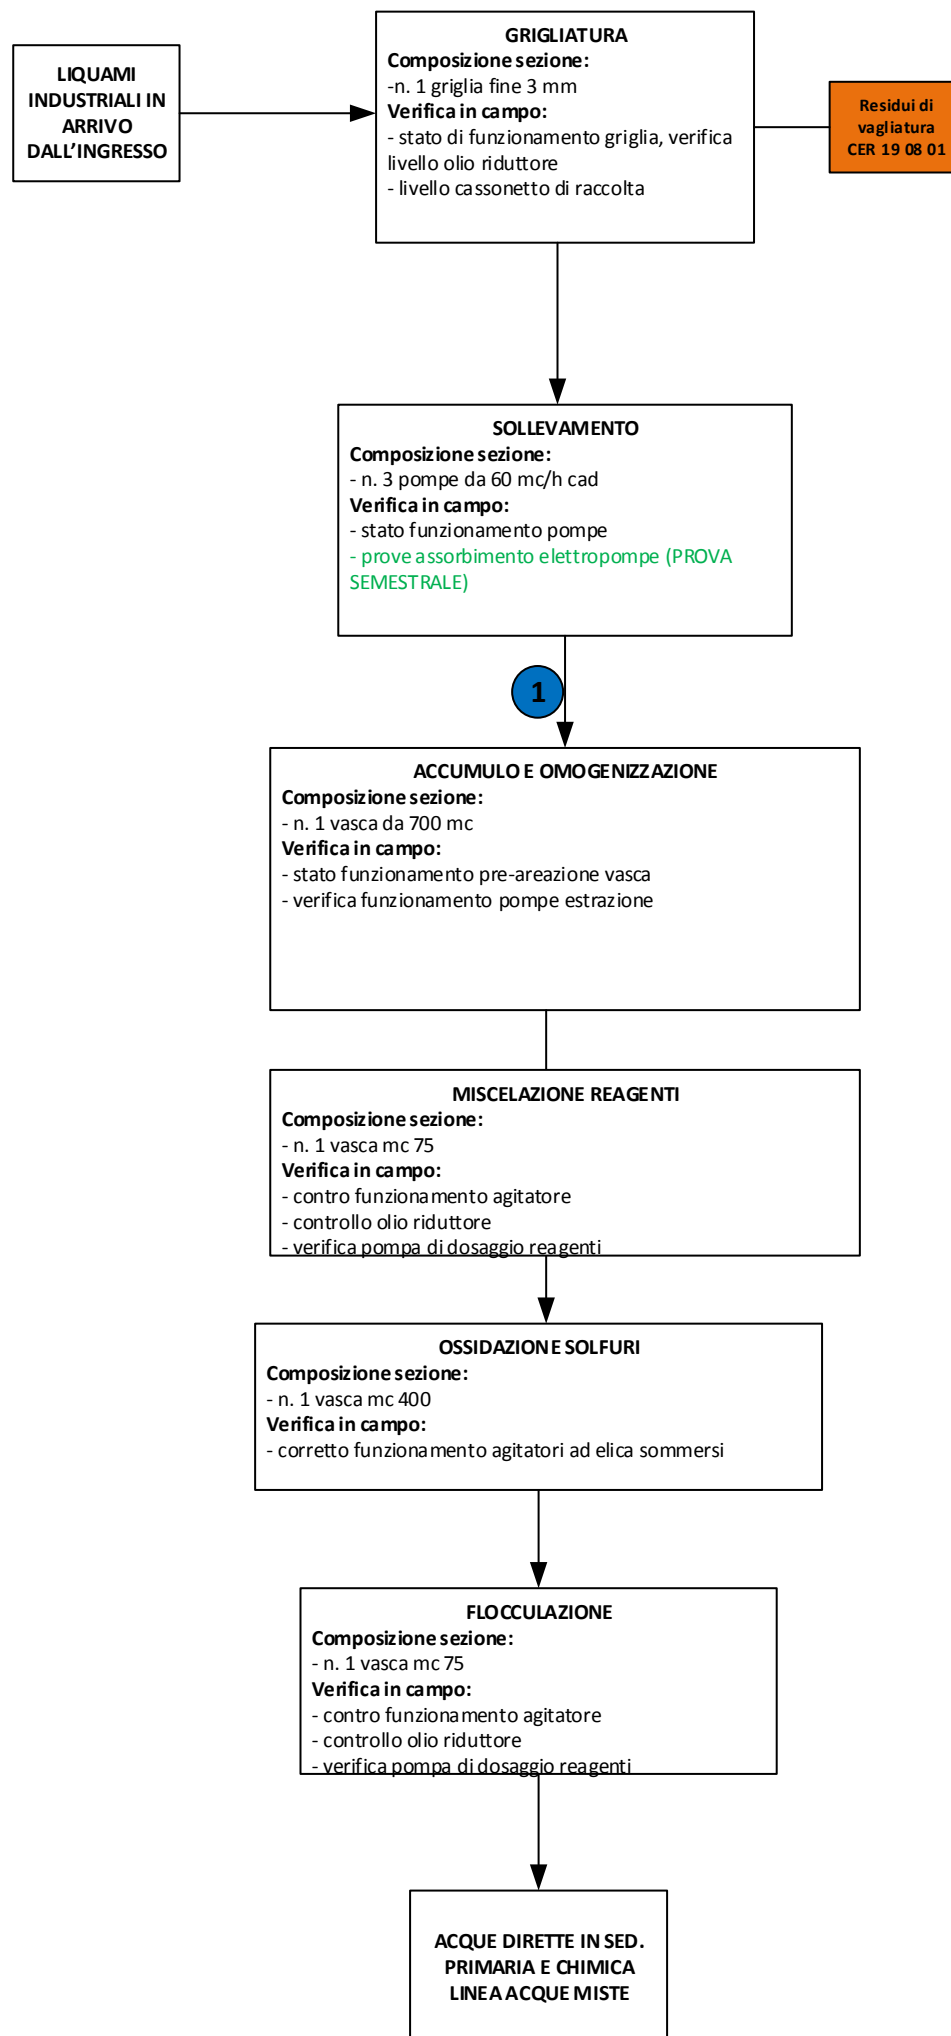 LIQUAMI
INDUSTRIALI IN
ARRIVO
DALL'INGRESSO
GRIGLIATURA
Composizione sezione:
-n. 1 griglia fine 3 mm
Verifica in campo:
- stato di funzionamento griglia, verifica
livello olio riduttore
- livello cassonetto di raccolta
Residui di
vagliatura
CER 19 08 01
SOLLEVAMENTO
Composizione sezione:
- n. 3 pompe da 60 mc/h cad
Verifica in campo:
- stato funzionamento pompe
- prove assorbimento elettropompe (PROVA
SEMESTRALE)
1
ACCUMULO E OMOGENIZZAZIONE
Composizione sezione:
- n. 1 vasca da 700 mc
Verifica in campo:
- stato funzionamento pre-areazione vasca
- verifica funzionamento pompe estrazione
MISCELAZIONE REAGENTI
Composizione sezione:
- n. 1 vasca mc 75
Verifica in campo:
- contro funzionamento agitatore
- controllo olio riduttore
- verifica pompa di dosaggio reagenti
OSSIDAZIONE SOLFURI
Composizione sezione:
- n. 1 vasca mc 400
Verifica in campo:
- corretto funzionamento agitatori ad elica sommersi
FLOCCULAZIONE
Composizione sezione:
- n. 1 vasca mc 75
Verifica in campo:
- contro funzionamento agitatore
- controllo olio riduttore
- verifica pompa di dosaggio reagenti
ACQUE DIRETTE IN SED.
PRIMARIA E CHIMICA
LINEA ACQUE MISTE